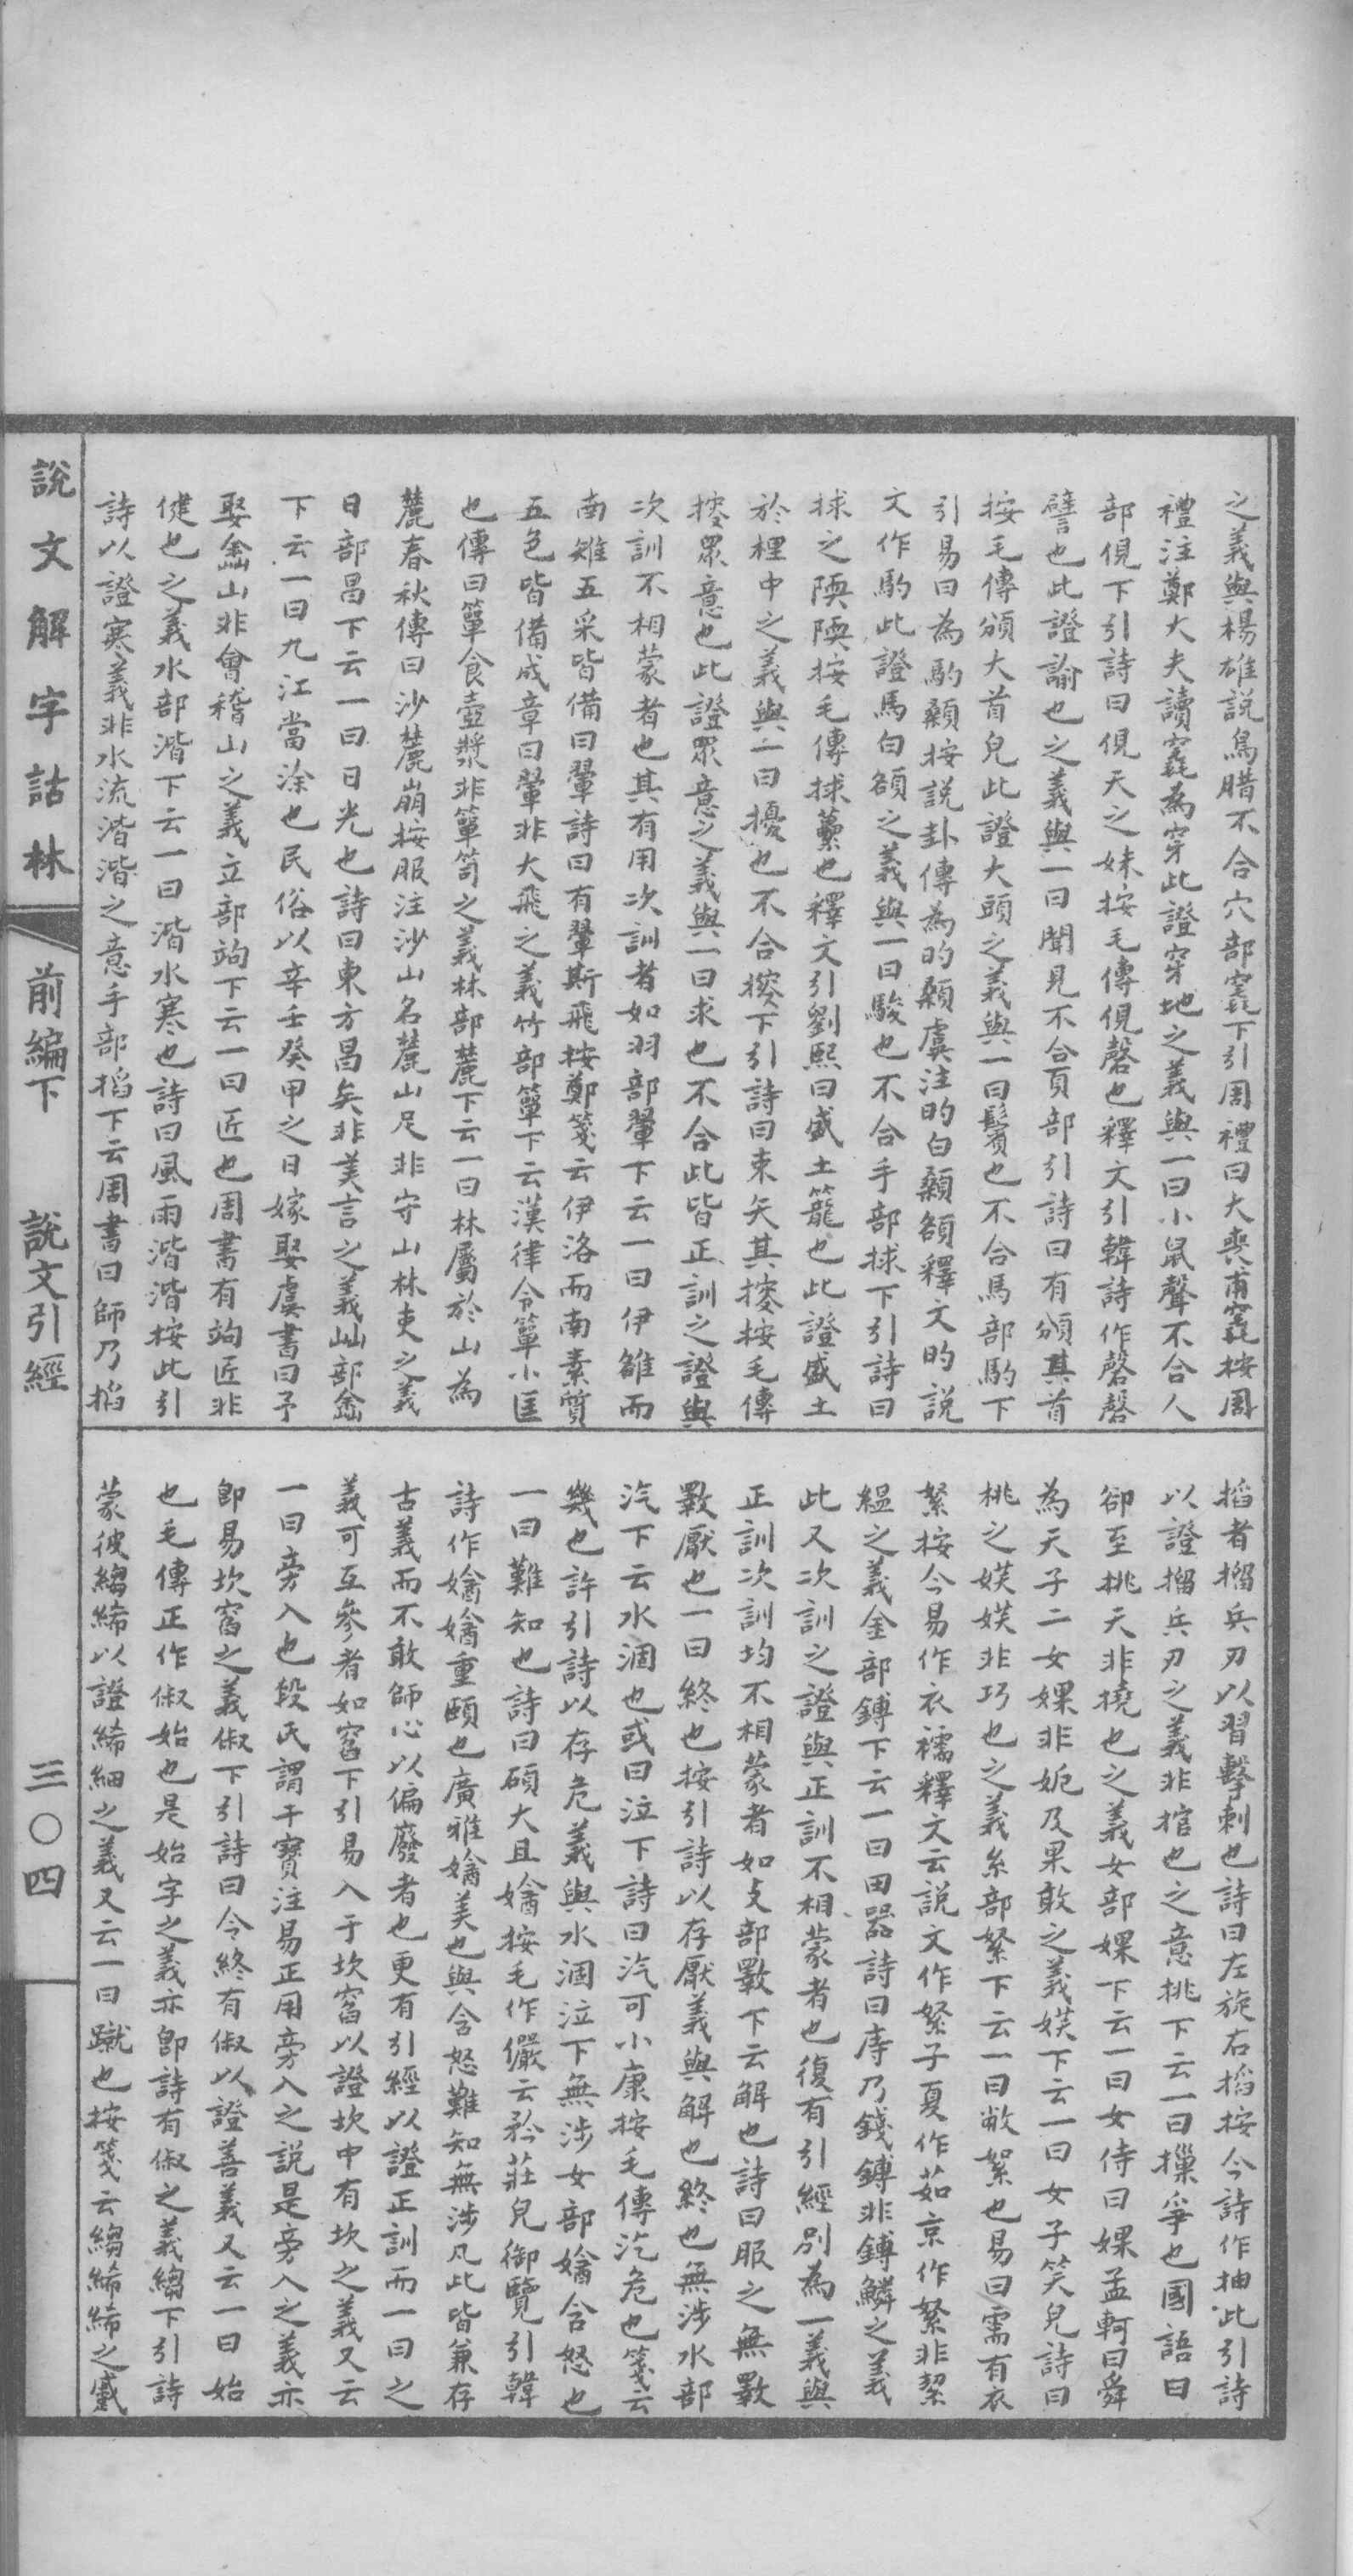 之義與楊雄説鳥腊不合穴部竁下引周禮曰大喪甫竁按周
禮注鄭大夫讀竁為穿此證穿地之義與一曰小鼠聲不合人
部俔下引詩曰俔天之妹按毛傳俔磬也釋文引韓詩作磬磬
譬也此證諭也之義與一曰聞見不合頁部引詩曰有頒其首
按毛傳頒大首皃此證大頭之義與一曰鬢也不合馬部馰下
引易曰為馰顙按説卦傳為的顙虞注的白顙額釋文的説
文作馰此證馬白頟之義與一曰駿也不合手部捄下引詩曰
捄之陾陾按毛傳捄虆也釋文引劉熙曰盛土籠也此證盛土
於梩中之義與一曰擾也不合㨆下引詩曰束矢其㨆按毛傳
㨆眾意也此證眾意之義與一曰求也不合此皆正訓之證與
次訓不相蒙者也其有用次訓者如羽部翬下云一曰伊雒而
南雉五采皆備曰翬詩曰有翬斯飛按鄭箋云伊洛而南素質
五色皆備成章曰翬非大飛之義竹部簞下云漢律令簞小匡
也傳曰簞食壺漿非簞笥之義林部麓下云一曰林屬於山為
麓春秋傳曰沙麓崩按服注沙山名麓山足非守山林吏之義
日部昌下云一曰日光也詩曰東方昌矣非美言之義屾部嵞
下云一曰九江當涂也民俗以辛壬癸甲之日嫁娶虞書曰予
娶嵞山非會稽山之義立部竘下云一曰匠也周書有竘匠非
健也之義水部湝下云一曰湝水寒也詩曰風雨湝湝按此引
詩以證寒義非水流湝湝之意手部搯下云周書曰師乃搯
搯者搯兵刃以習擊刺也詩曰左旋右搯按今詩作抽此引詩
以證搯兵刃之義非捾也之意挑下云一曰摷爭也國語曰
卻至挑天非撓也之義女部婐下云一曰女侍曰婐孟軻曰舜
為天子二女婐非㛂及果敢之義媄下云一曰女子笑皃詩曰
桃之媄媄非巧也之義糸部絮下云一曰敝絮也易曰需有衣
絮按今易作衣襦釋文云説文作絮子夏作茹京作絮非絜
縕之義金部鎛下云一曰田器詩曰庤乃錢鎛非鎛鱗之義
此又次訓之證與正訓不相蒙者也復有引經別為一義與
正訓次訓均不相蒙者如攴部斁下云解也詩曰服之無斁
斁厭也一曰終也按引詩以存厭義與解也終也無涉水部
汽下云水涸也或曰泣下詩曰汽可小康按毛傳汔危也箋云
幾也許引詩以存危義與水涸泣下無涉女部嬌含怒也
一曰難知也詩曰碩大且嬌按毛作儼云矜莊皃御覽引韓
詩作嬌嬌重頤也廣雅嬌美也與含怒難知無涉凡此皆兼存
古義而不敢師心以偏廢者也更有引經以證正訓而一曰之
義可互參者如窞下引易入于坎窞以證坎中有坎之義又云
一曰旁入也段氏謂干寶注易正用旁入之説是旁入之義亦
卽易坎窞之義俶下引詩曰令終有俶以證善義又云一曰始
也毛傳正作俶始也是始字之義亦卽詩有俶之義縐下引詩
蒙彼縐絺以證絺細之義又云一曰蹴也按箋云縐絺絺之蹙
説文解字詁林
前編下
説文引經
三〇四